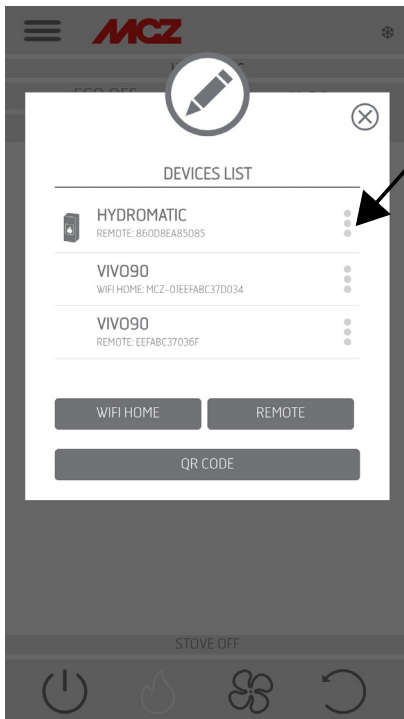 MCZ
DEVICES LIST
HYDROMATIC
REMOTE: 860D8EA85085
VIVO90
WIFI HOME: MCZ-01EEFABC37D034
VIVO90
REMOTE: EEFABC37036F
WIFI HOME
REMOTE
QR CODE
STOVE OFF